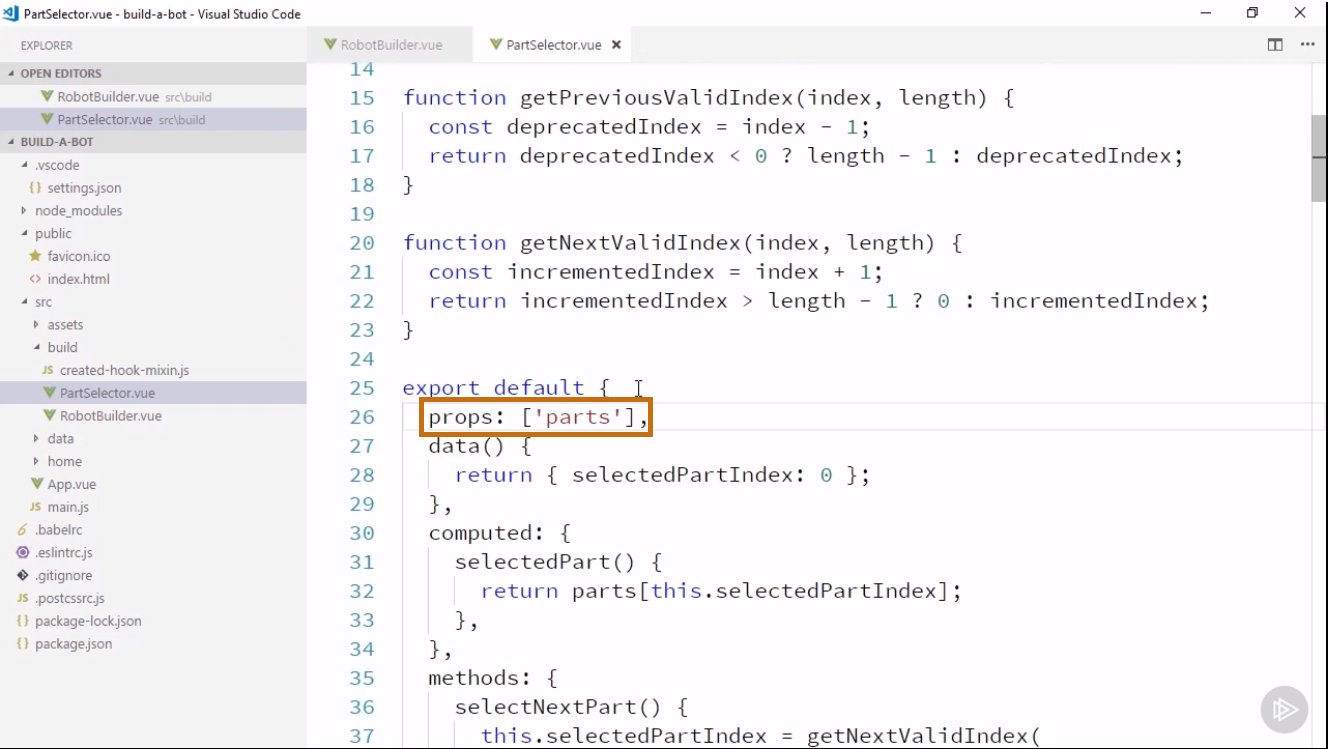 PartSelector.vue - build-a-bot - Visual Studio Code
EXPLORER
RobotBuilder.vue
PartSelector.vue
OPEN EDITORS
RobotBuilder.vue src\build
PartSelector.vue src\build
BUILD-A-BOT
.vscode
{} settings.json
node_modules
public
favicon.ico
<> index.html
src
assets
build
JS created-hook-mixin.js
PartSelector.vue
RobotBuilder.vue
data
home
App.vue
JS main.js
.babelrc
.eslintrc.js
.gitignore
JS .postcssrc.js
{} package-lock.json
{} package.json
14
15 function getPreviousValidIndex(index, length) {
16 const deprecatedIndex = index - 1;
17 return deprecatedIndex < 0 ? length - 1 : deprecatedIndex;
18 }
19
20 function getNextValidIndex(index, length) {
21 const incrementedIndex = index + 1;
22 return incrementedIndex > length - 1 ? 0 : incrementedIndex;
23 }
24
25 export default {
26 props: ['parts'],
27 data() {
28 return { selectedPartIndex: 0 };
29 },
30 computed: {
31 selectedPart() {
32 return parts[this.selectedPartIndex];
33 },
34 },
35 methods: {
36 selectNextPart() {
37 this.selectedPartIndex = getNextValidIndex(